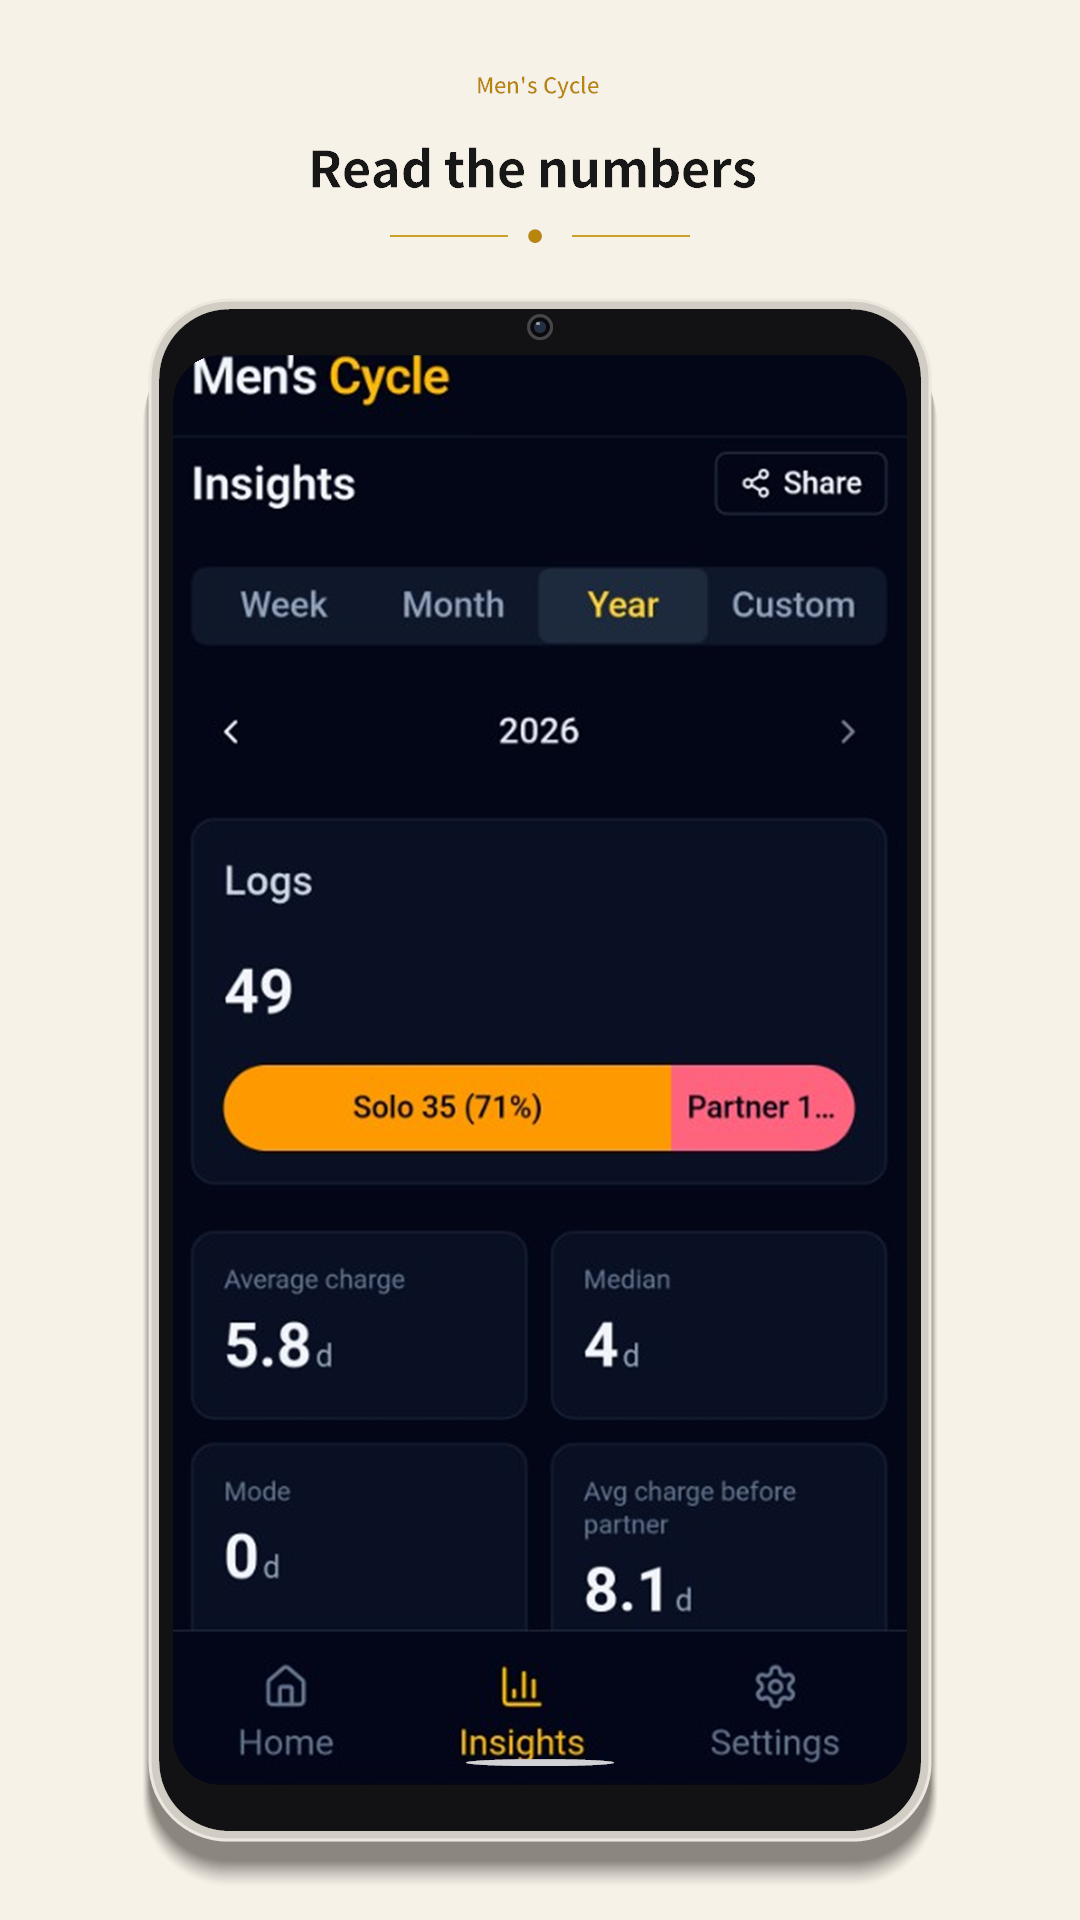 Men's Cycle
Read the numbers
Men's Cycle
Insights
Share
Week Month Year Custom
2026
Logs
49
Solo 35 (71%) Partner 1...
Average charge
5.8 d
Median
4 d
Mode
0 d
Avg charge before
partner
8.1 d
Home Insights Settings